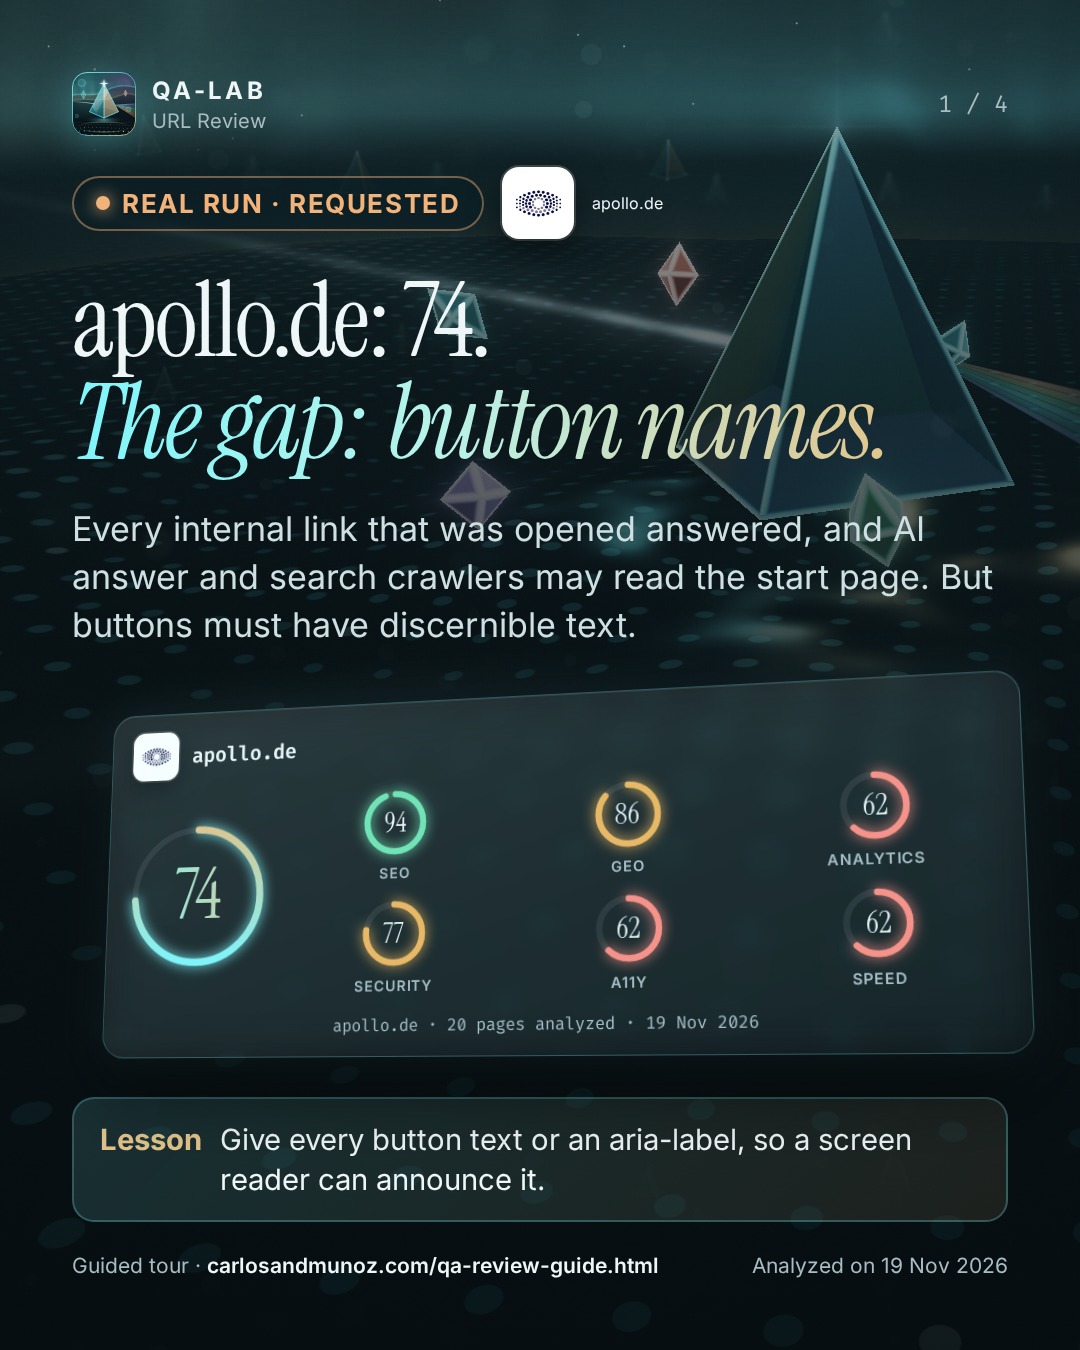 QA-LAB
URL Review
1 / 4
REAL RUN · REQUESTED
apollo.de
apollo.de: 74.
The gap: button names.
Every internal link that was opened answered, and AI
answer and search crawlers may read the start page. But
buttons must have discernible text.
apollo.de
74
94
SEO
86
GEO
62
ANALYTICS
77
SECURITY
62
A11Y
62
SPEED
apollo.de · 20 pages analyzed · 19 Nov 2026
Lesson Give every button text or an aria-label, so a screen
reader can announce it.
Guided tour · carlosandmunoz.com/qa-review-guide.html
Analyzed on 19 Nov 2026